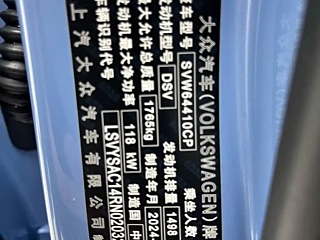 大众汽车(VOLKSWAGEN)牌
车型号 SVW64410CP 乘坐人数
发动机型号 DSV 发动机排量 1498
最大允许总质量 1765kg 制造年月 2024-
发动机最大净功率 118 kW 制造国 中
车辆识别代号 LSVYSAC14RN02032
上汽大众汽车有限公司